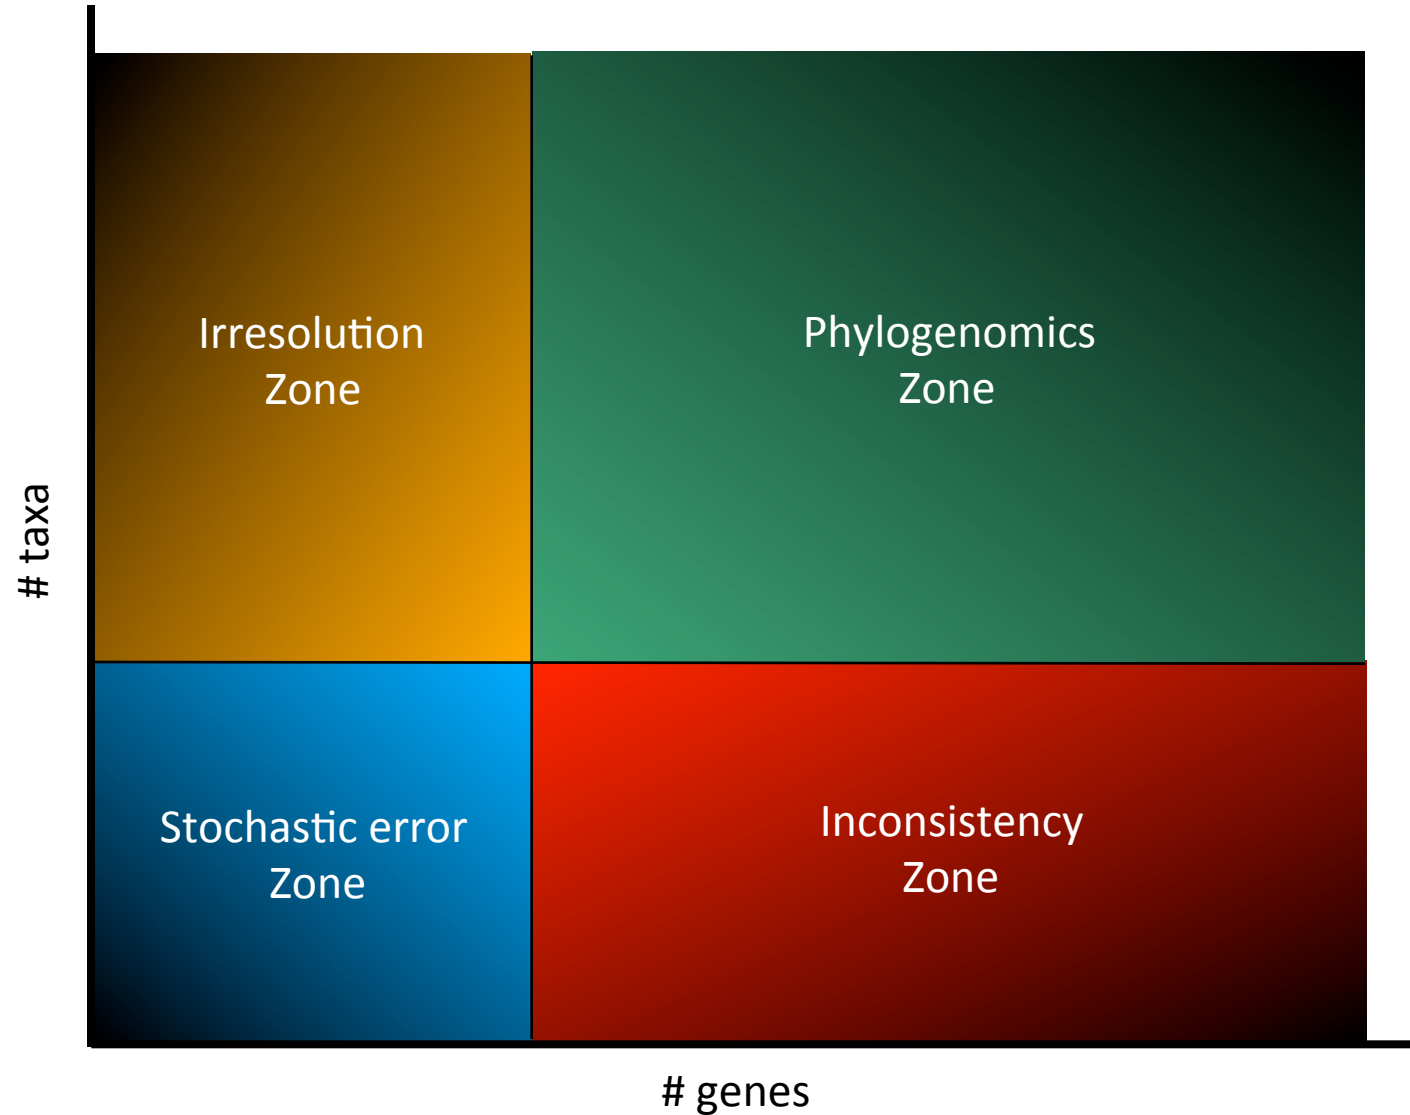 Irresolution
Zone
Phylogenomics
Zone
# taxa
Stochastic error
Zone
Inconsistency
Zone
# genes